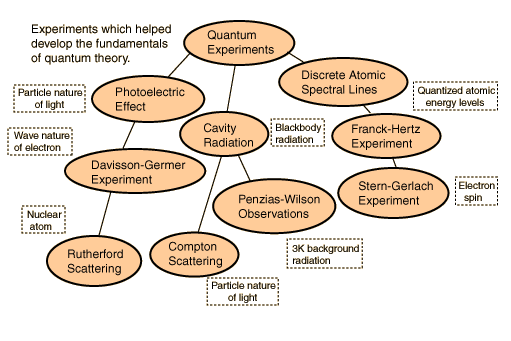 Experiments which helped
develop the fundamentals
of quantum theory.
Quantum
Experiments
Photoelectric
Effect
Particle nature
of light
Discrete Atomic
Spectral Lines
Quantized atomic
energy levels
Cavity
Radiation
Blackbody
radiation
Franck-Hertz
Experiment
Wave nature
of electron
Davisson-Germer
Experiment
Penzias-Wilson
Observations
Stern-Gerlach
Experiment
Electron
spin
Nuclear
atom
Rutherford
Scattering
Compton
Scattering
3K background
radiation
Particle nature
of light